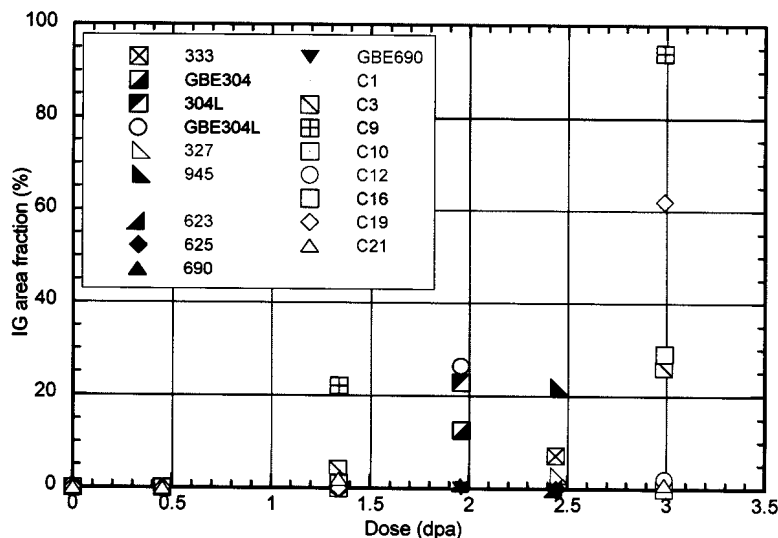 100
80
60
40
20
0
IG area fraction (%)
333
GBE304
304L
GBE304L
327
945
623
625
690
GBE690
C1
C3
C9
C10
C12
C16
C19
C21
0
0.5
1
1.5
2
2.5
3
3.5
Dose (dpa)